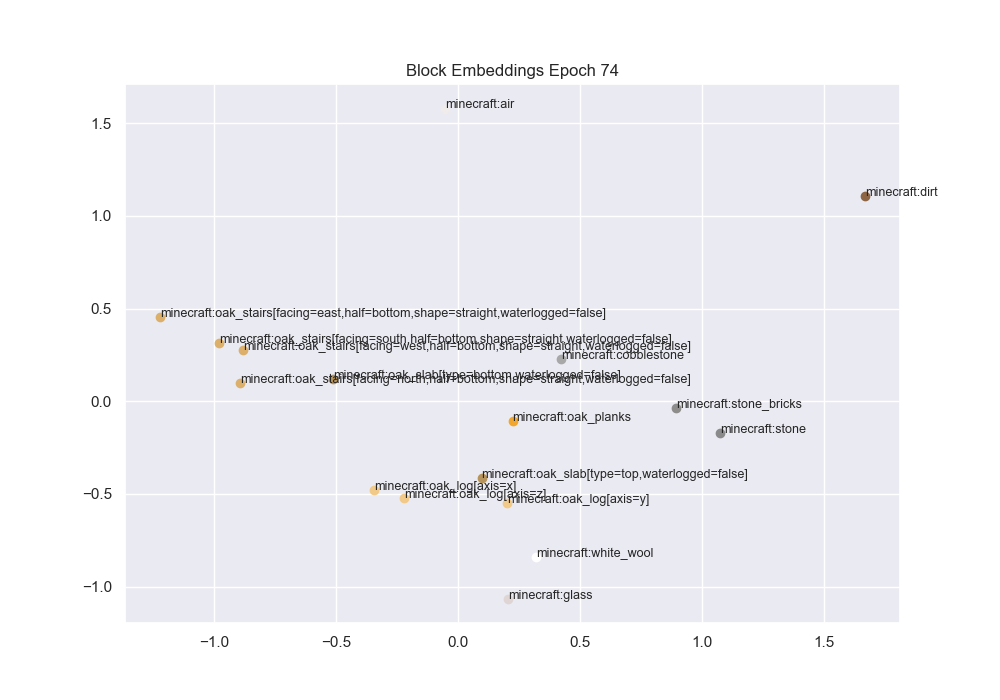 Block Embeddings Epoch 74
minecraft:air
minecraft:dirt
minecraft:oak_stairs[facing=east,half=bottom,shape=straight,waterlogged=false]
minecraft:oak_stairs[facing=south,half=bottom,shape=straight,waterlogged=false]
minecraft:oak_stairs[facing=west,half=bottom,shape=straight,waterlogged=false]
minecraft:cobblestone
minecraft:oak_slab[type=bottom,waterlogged=false]
minecraft:oak_stairs[facing=north,half=bottom,shape=straight,waterlogged=false]
minecraft:stone_bricks
minecraft:oak_planks
minecraft:stone
minecraft:oak_slab[type=top,waterlogged=false]
minecraft:oak_log[axis=x]
minecraft:oak_log[axis=z]
minecraft:oak_log[axis=y]
minecraft:white_wool
minecraft:glass
1.5
1.0
0.5
0.0
−0.5
−1.0
−1.0 −0.5 0.0 0.5 1.0 1.5